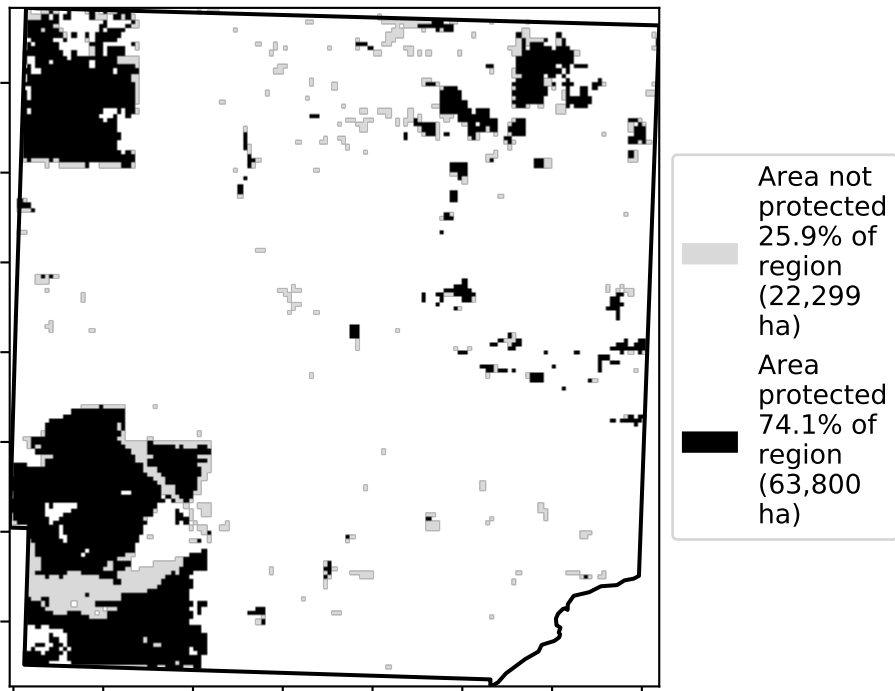 Area not
protected
25.9% of
region
(22,299
ha)
Area
protected
74.1% of
region
(63,800
ha)